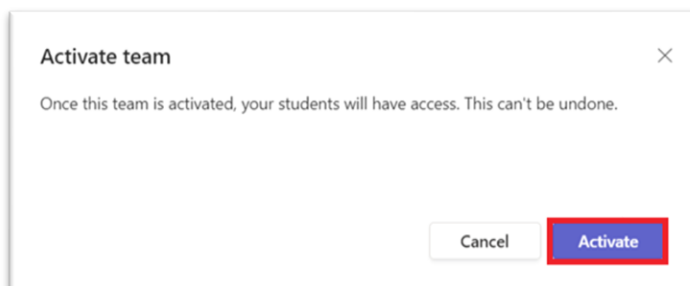 Activate team
Once this team is activated, your students will have access. This can't be undone.
Cancel
Activate